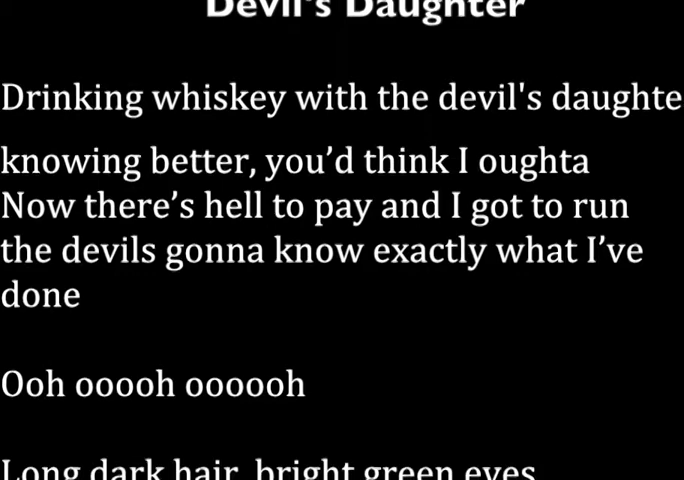 Devil's Daughter
Drinking whiskey with the devil's daughte
knowing better, you’d think I oughta
Now there’s hell to pay and I got to run
the devils gonna know exactly what I’ve
done
Ooh ooooh oooooh
Long dark hair, bright green eyes